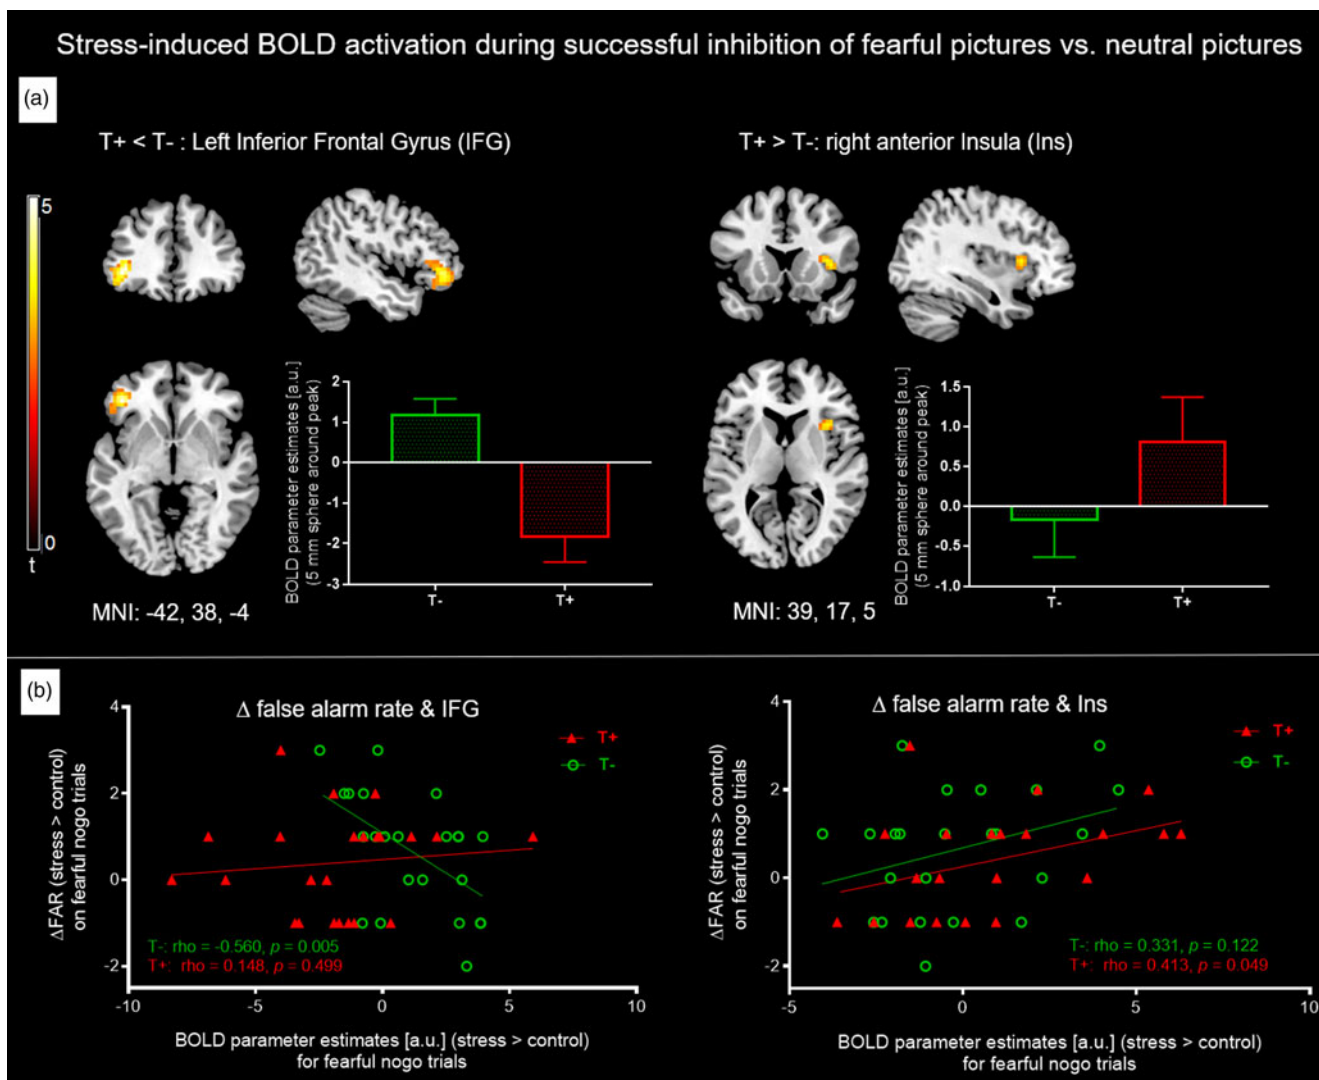 Stress-induced BOLD activation during successful inhibition of fearful pictures vs. neutral pictures
(a)
T+ < T- : Left Inferior Frontal Gyrus (IFG)
T+ > T-: right anterior Insula (Ins)
5
0
t
BOLD parameter estimates [a.u.]
(5 mm sphere around peak)
2
1
0
-1
-2
-3
T-
T+
MNI: -42, 38, -4
BOLD parameter estimates [a.u.]
(5 mm sphere around peak)
1.5
1.0
0.5
0.0
-0.5
-1.0
T-
T+
MNI: 39, 17, 5
(b)
Δ false alarm rate & IFG
T+
T-
ΔFAR (stress > control)
on fearful nogo trials
4
2
0
-2
T-: rho = -0.560, p = 0.005
T+: rho = 0.148, p = 0.499
-10
-5
0
5
10
BOLD parameter estimates [a.u.] (stress > control)
for fearful nogo trials
Δ false alarm rate & Ins
T+
T-
ΔFAR (stress > control)
on fearful nogo trials
4
2
0
-2
T-: rho = 0.331, p = 0.122
T+: rho = 0.413, p = 0.049
-5
0
5
10
BOLD parameter estimates [a.u.] (stress > control)
for fearful nogo trials